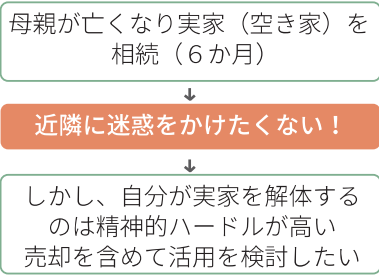 母親が亡くなり実家（空き家）を
相続（６か月）
近隣に迷惑をかけたくない！
しかし、自分が実家を解体する
のは精神的ハードルが高い
売却を含めて活用を検討したい